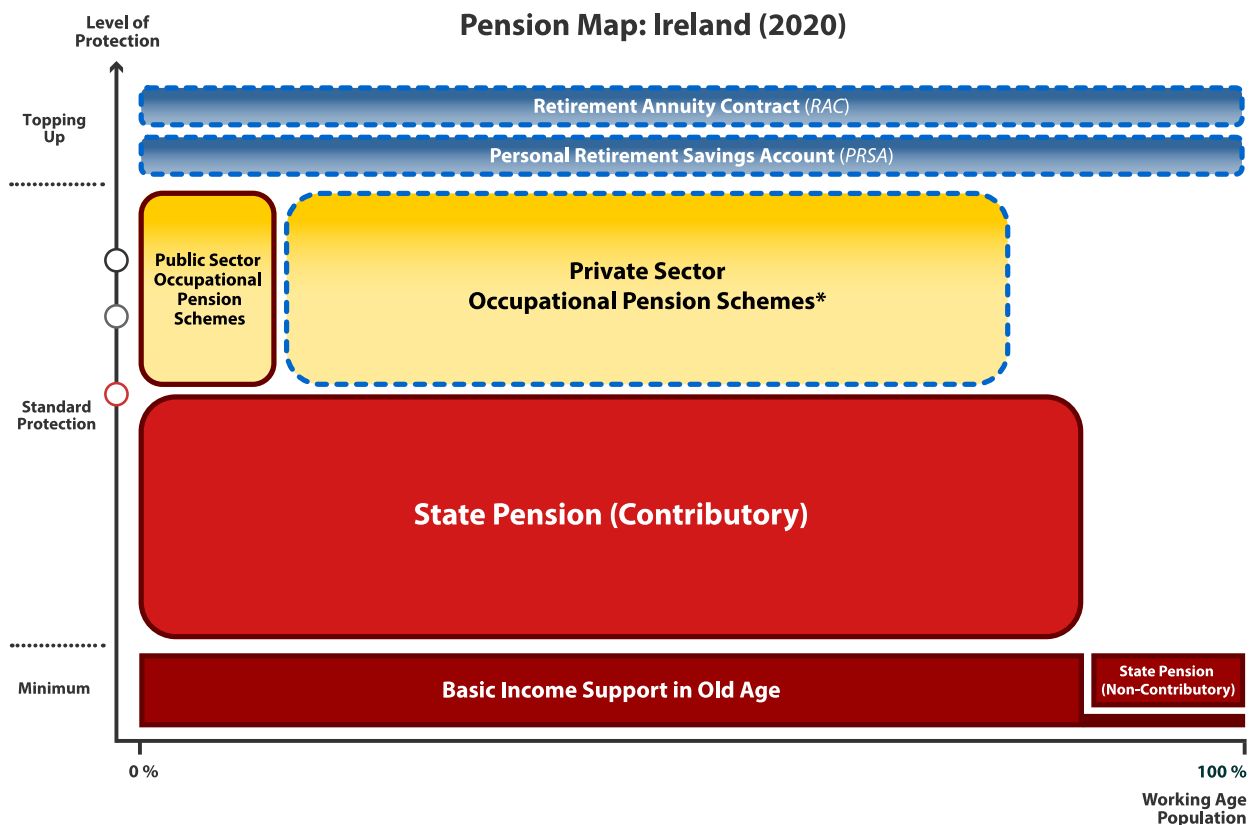 Pension Map: Ireland (2020)
Level of
Protection
Retirement Annuity Contract (RAC)
Topping
Up
Personal Retirement Savings Account (PRSA)
Public Sector
Occupational
Pension
Schemes
Private Sector
Occupational Pension Schemes*
Standard
Protection
State Pension (Contributory)
Minimum
Basic Income Support in Old Age
State Pension
(Non-Contributory)
0 %
100 %
Working Age
Population